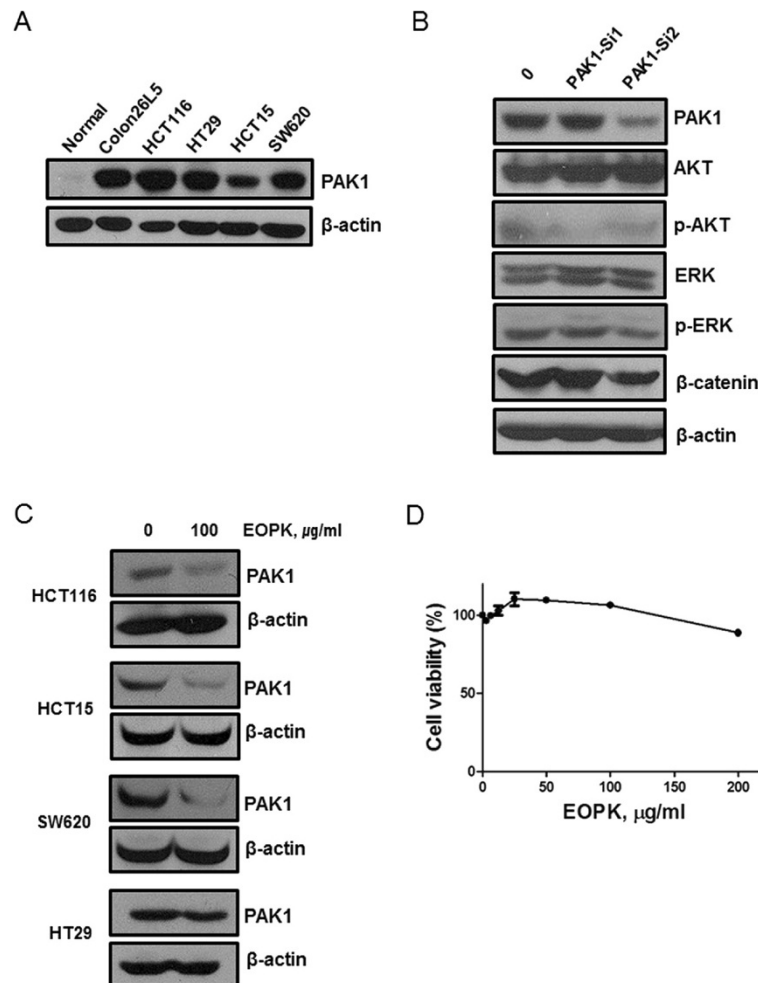 A
Normal
Colon26L5
HCT116
HT29
HCT15
SW620
PAK1
β-actin
B
0
PAK1-Si1
PAK1-Si2
PAK1
AKT
p-AKT
ERK
p-ERK
β-catenin
β-actin
C
0 100 EOPK, µg/ml
HCT116
PAK1
β-actin
HCT15
PAK1
β-actin
SW620
PAK1
β-actin
HT29
PAK1
β-actin
D
Cell viability (%)
100
50
0
0 50 100 150 200
EOPK, µg/ml